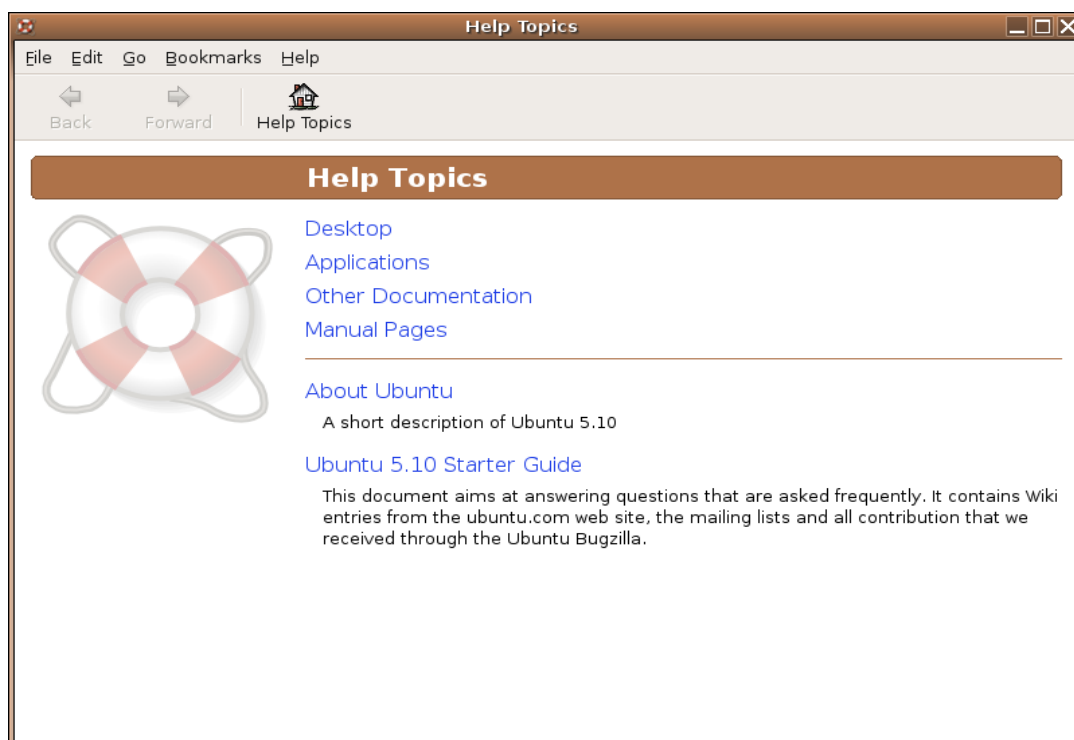 Help Topics
File Edit Go Bookmarks Help
Back Forward Help Topics
Help Topics
Desktop
Applications
Other Documentation
Manual Pages
About Ubuntu
A short description of Ubuntu 5.10
Ubuntu 5.10 Starter Guide
This document aims at answering questions that are asked frequently. It contains Wiki
entries from the ubuntu.com web site, the mailing lists and all contribution that we
received through the Ubuntu Bugzilla.